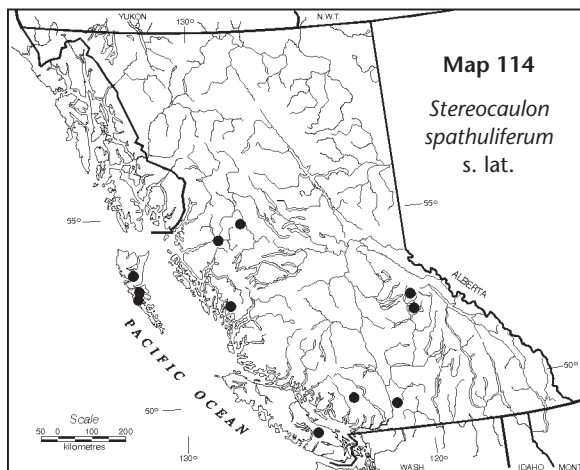 YUKON
130°
N.W.T.
Map 114
Stereocaulon
spathuliferum
s. lat.
55°
55°
ALBERTA
PACIFIC OCEAN
50°
50°
Scale
50 0 100 200
kilometres
130°
120°
WASH.
IDAHO
MONT